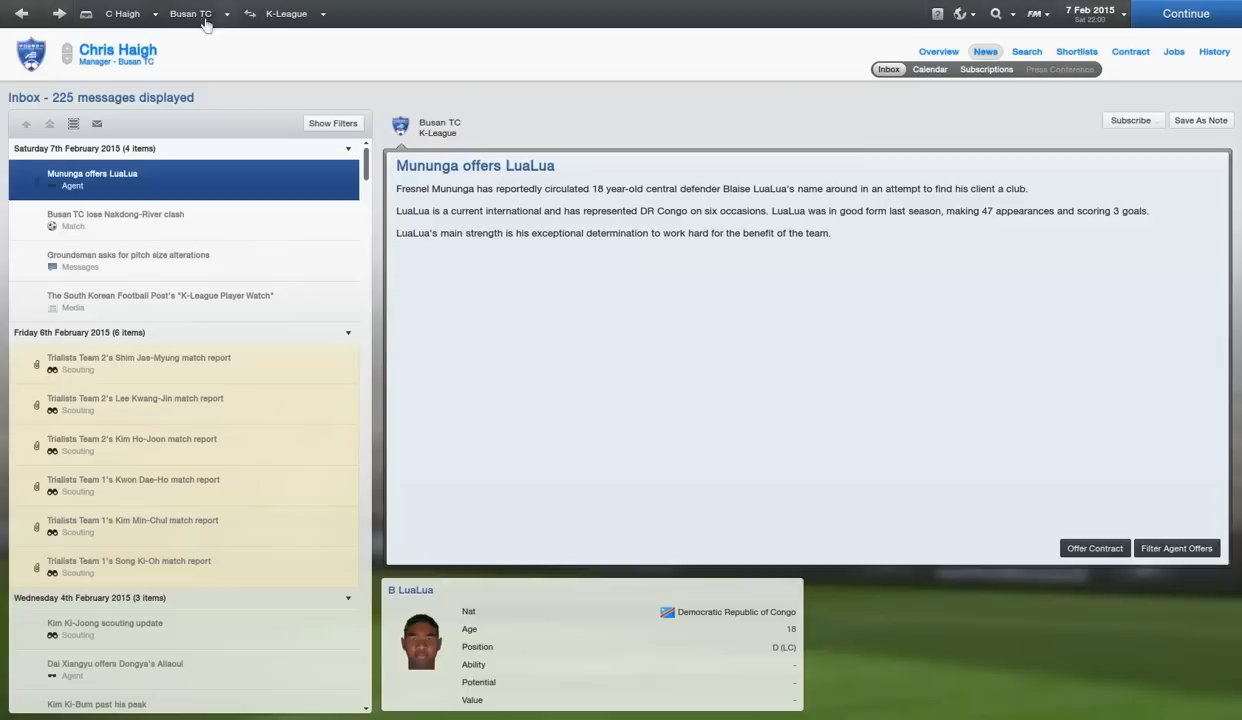 C Haigh
Busan TC
K-League
FM
7 Feb 2015
Sat 22:00
Continue
Chris Haigh
Manager - Busan TC
Overview
News
Search
Shortlists
Contract
Jobs
History
Inbox
Calendar
Subscriptions
Press Conference
Inbox - 225 messages displayed
Show Filters
Saturday 7th February 2015 (4 items)
Mununga offers LuaLua
Agent
Busan TC lose Nakdong-River clash
Match
Groundsman asks for pitch size alterations
Messages
The South Korean Football Post's "K-League Player Watch"
Media
Friday 6th February 2015 (6 items)
Trialists Team 2's Shim Jae-Myung match report
Scouting
Trialists Team 2's Lee Kwang-Jin match report
Scouting
Trialists Team 2's Kim Ho-Joon match report
Scouting
Trialists Team 1's Kwon Dae-Ho match report
Scouting
Trialists Team 1's Kim Min-Chul match report
Scouting
Trialists Team 1's Song Ki-Oh match report
Scouting
Wednesday 4th February 2015 (3 items)
Kim Ki-Joong scouting update
Scouting
Dai Xiangyu offers Dongya's Allaoui
Agent
Kim Ki-Bum past his peak
Busan TC
K-League
Subscribe
Save As Note
Mununga offers LuaLua
Fresnel Mununga has reportedly circulated 18 year-old central defender Blaise LuaLua's name around in an attempt to find his client a club.
LuaLua is a current international and has represented DR Congo on six occasions. LuaLua was in good form last season, making 47 appearances and scoring 3 goals.
LuaLua's main strength is his exceptional determination to work hard for the benefit of the team.
Offer Contract
Filter Agent Offers
B LuaLua
Nat Democratic Republic of Congo
Age 18
Position D (LC)
Ability -
Potential -
Value -